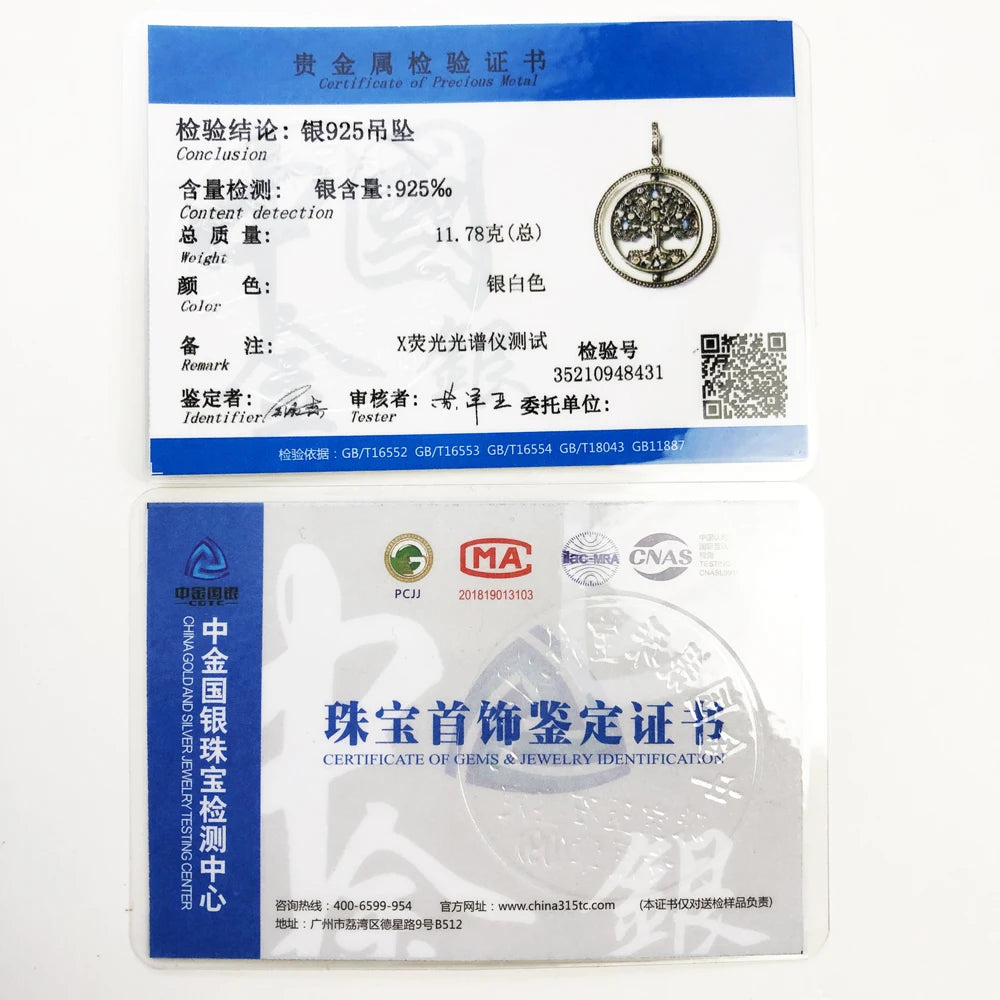 贵金属检验证书
Certificate of Precious Metal
检验结论: 银925吊坠
Conclusion
含量检测: 银含量:925‰
Content detection
总 质 量: 11.78克(总)
Weight
颜 色: 银白色
Color
备 注: X荧光光谱仪测试
Remark
检验号
35210948431
鉴定者: 审核者: 委托单位:
Identifier Tester
检验依据：GB/T16552 GB/T16553 GB/T16554 GB/T18043 GB11887
中金国银
CGTC
中金国银珠宝检测中心
CHINA GOLD AND SILVER JEWELRY TESTING CENTER
PCJJ
MA
201819013103
ilac-MRA
CNAS
TESTING
珠宝首饰鉴定证书
CERTIFICATE OF GEMS & JEWELRY IDENTIFICATION
咨询热线：400-6599-954 官方网址：www.china315tc.com (本证书仅对送检样品负责)
地址：广州市荔湾区德星路9号B512